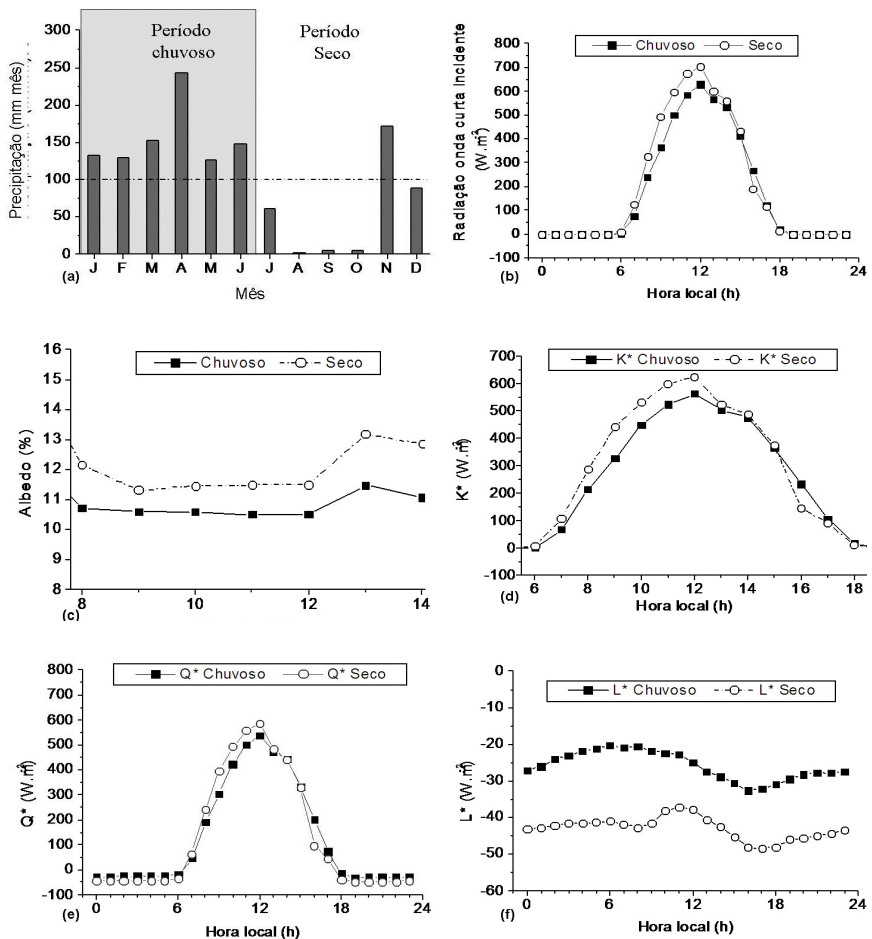 Período
chuvoso
Período
Seco
Precipitação (mm mês)
300
250
200
150
100
50
0
J F M A M J J A S O N D
(a)
Mês
Chuvoso Seco
Radiação onda curta Incidente
(W.m²)
800
700
600
500
400
300
200
100
0
-100
(b)
0 6 12 18 24
Hora local (h)
Chuvoso Seco
Albedo (%)
16
15
14
13
12
11
10
9
8
(c)
8 10 12 14
K* Chuvoso K* Seco
K* (W.m²)
700
600
500
400
300
200
100
0
-100
(d)
6 8 10 12 14 16 18
Hora local (h)
Q* Chuvoso Q* Seco
Q* (W.m²)
800
700
600
500
400
300
200
100
0
-100
(e)
0 6 12 18 24
Hora local (h)
L* Chuvoso L* Seco
L* (W.m²)
0
-10
-20
-30
-40
-50
-60
(f)
0 6 12 18 24
Hora local (h)